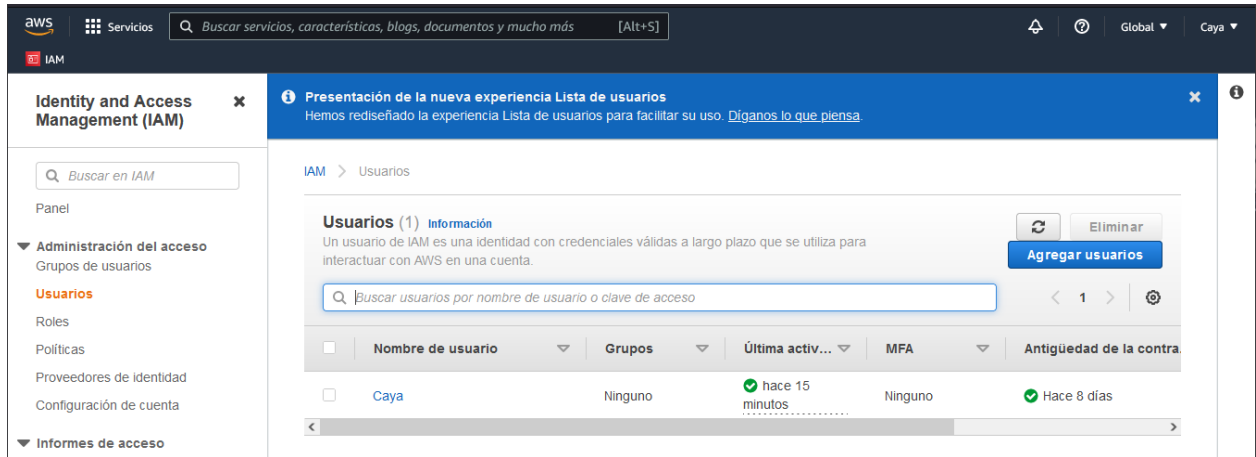 aws
Servicios
Buscar servicios, características, blogs, documentos y mucho más
[Alt+S]
Global
Caya
IAM
Identity and Access
Management (IAM)
Buscar en IAM
Panel
Administración del acceso
Grupos de usuarios
Usuarios
Roles
Políticas
Proveedores de identidad
Configuración de cuenta
Informes de acceso
Presentación de la nueva experiencia Lista de usuarios
Hemos rediseñado la experiencia Lista de usuarios para facilitar su uso. Díganos lo que piensa.
IAM > Usuarios
Usuarios (1) Información
Un usuario de IAM es una identidad con credenciales válidas a largo plazo que se utiliza para
interactuar con AWS en una cuenta.
Eliminar
Agregar usuarios
Buscar usuarios por nombre de usuario o clave de acceso
< 1 >
Nombre de usuario
Grupos
Última activ...
MFA
Antigüedad de la contra
Caya
Ninguno
hace 15
minutos
Ninguno
Hace 8 días